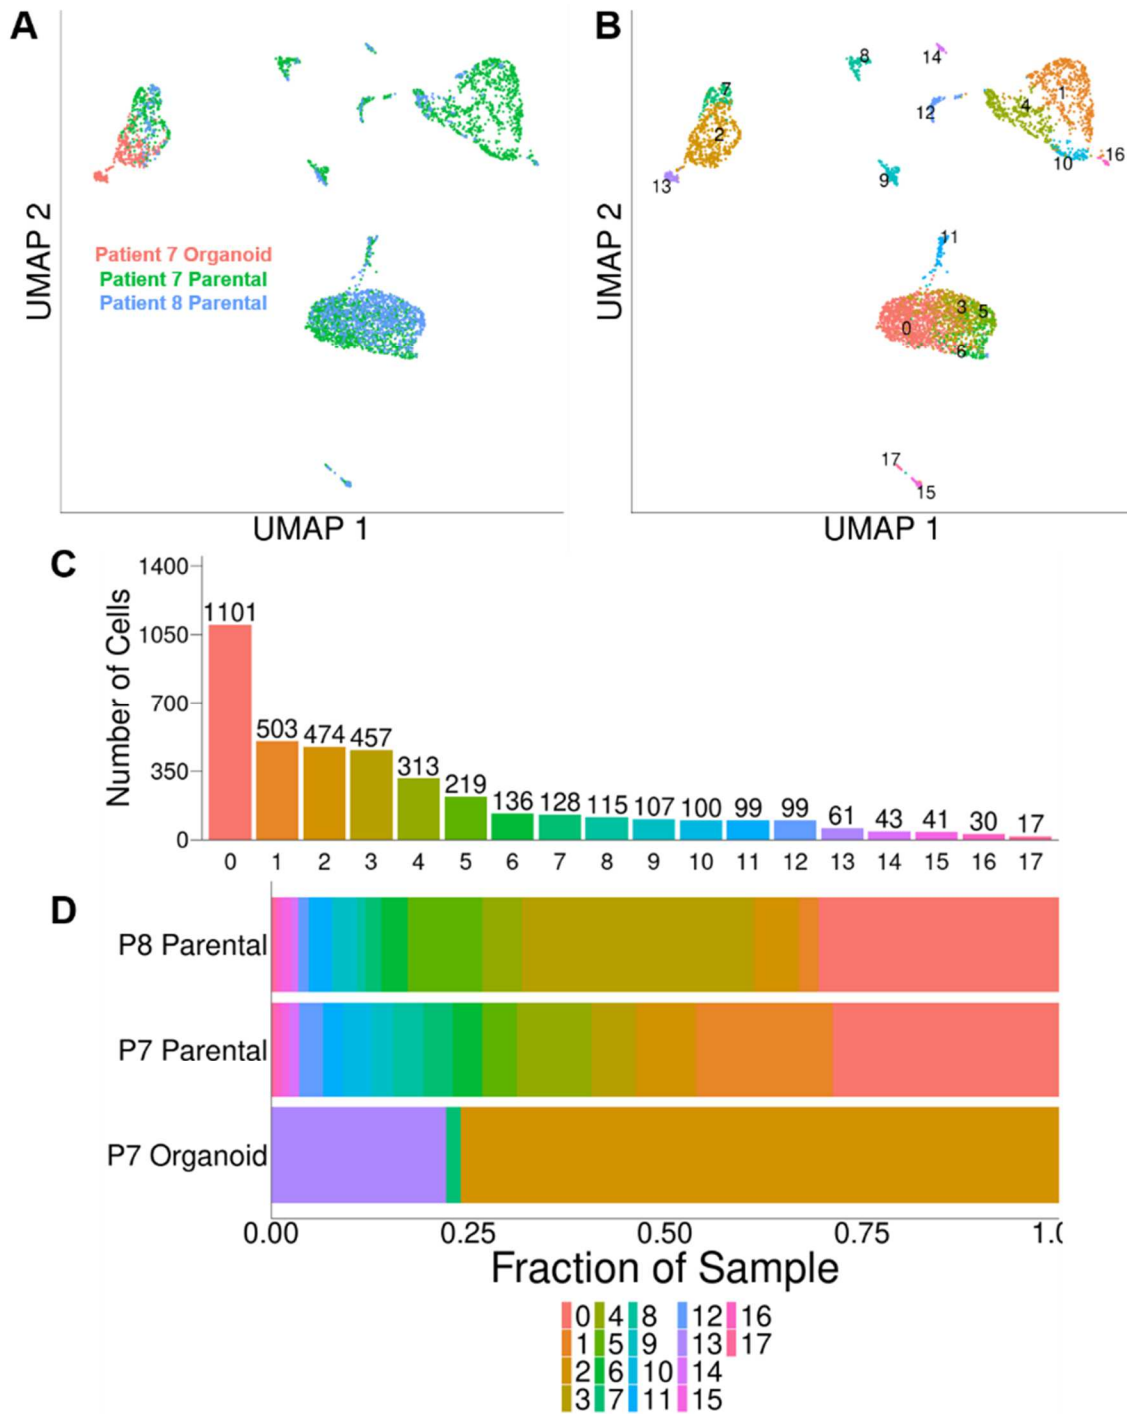 A
B
UMAP 2
Patient 7 Organoid
Patient 7 Parental
Patient 8 Parental
UMAP 1
UMAP 2
8
14
7
12
4
1
2
10
16
13
9
11
3
5
0
6
17
15
UMAP 1
C
Number of Cells
1400
1050
700
350
0
1101
503
474
457
313
219
136
128
115
107
100
99
99
61
43
41
30
17
0 1 2 3 4 5 6 7 8 9 10 11 12 13 14 15 16 17
D
P8 Parental
P7 Parental
P7 Organoid
0.00 0.25 0.50 0.75 1.0
Fraction of Sample
0 4 8 12 16
1 5 9 13 17
2 6 10 14
3 7 11 15